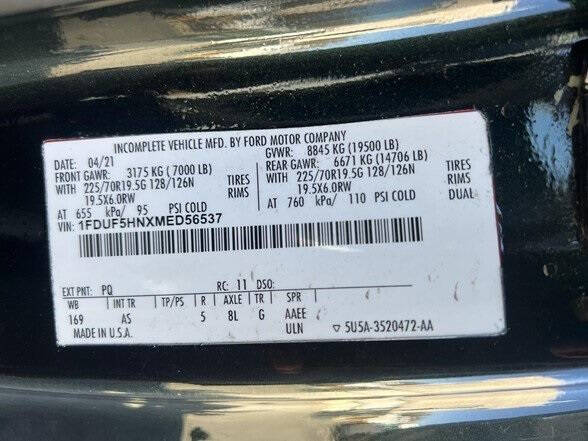 INCOMPLETE VEHICLE MFD. BY FORD MOTOR COMPANY
DATE: 04/21 GVWR: 8845 KG (19500 LB)
FRONT GAWR: 3175 KG (7000 LB) REAR GAWR: 6671 KG (14706 LB)
WITH 225/70R19.5G 128/126N TIRES WITH 225/70R19.5G 128/126N TIRES
19.5X6.0RW RIMS 19.5X6.0RW RIMS
AT 655 kPa/ 95 PSI COLD AT 760 kPa/ 110 PSI COLD DUAL
VIN: 1FDUF5HNXMED56537
EXT PNT: PQ RC: 11 DSO:
WB INT TR TP/PS R AXLE TR SPR
169 AS 5 8L G AAEE
MADE IN U.S.A. ULN ▽ 5U5A-3520472-AA